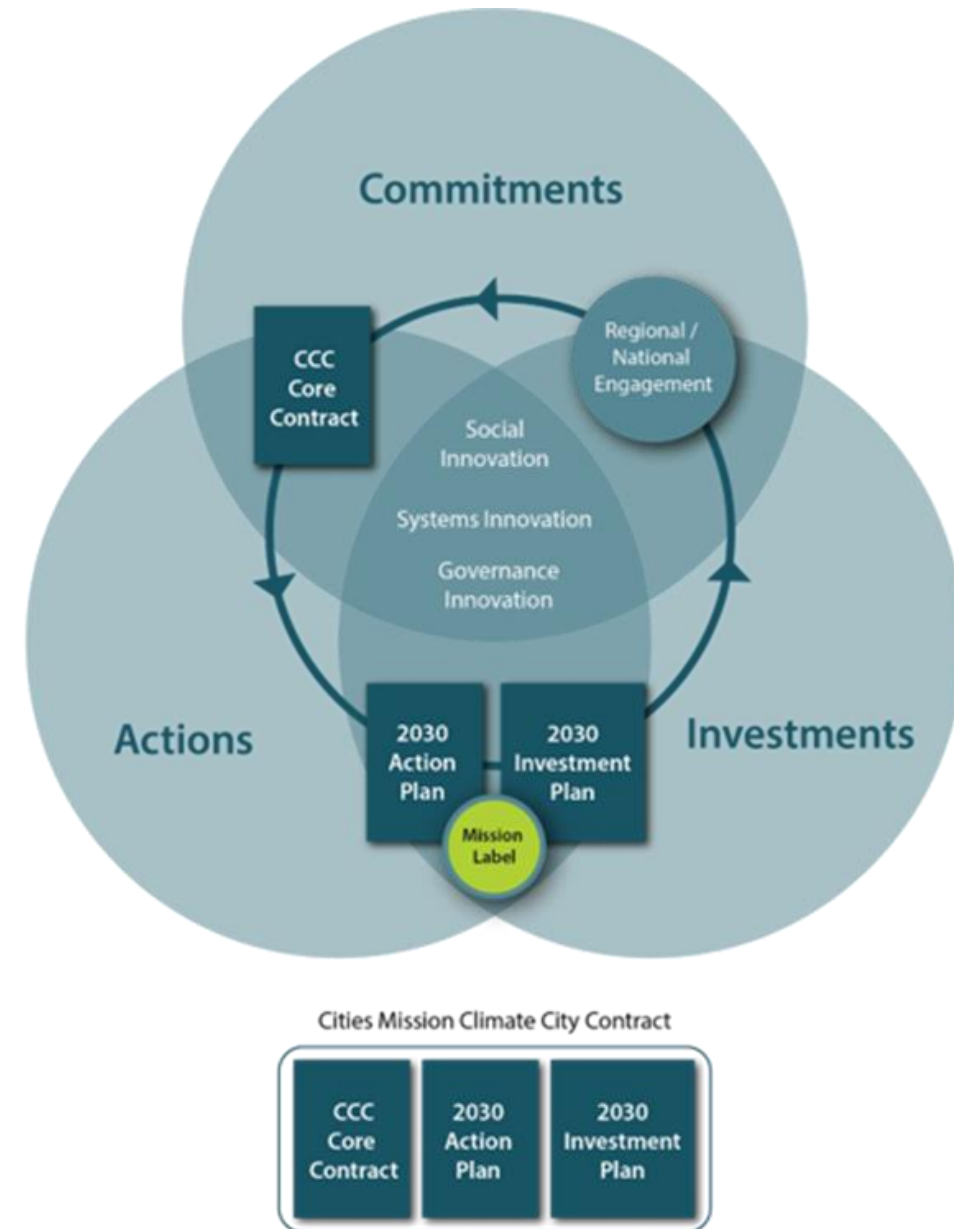 Commitments
CCC
Core
Contract
Regional /
National
Engagement
Social
Innovation
Systems Innovation
Governance
Innovation
Actions
2030
Action
Plan
2030
Investment
Plan
Investments
Mission
Label
Cities Mission Climate City Contract
CCC
Core
Contract
2030
Action
Plan
2030
Investment
Plan